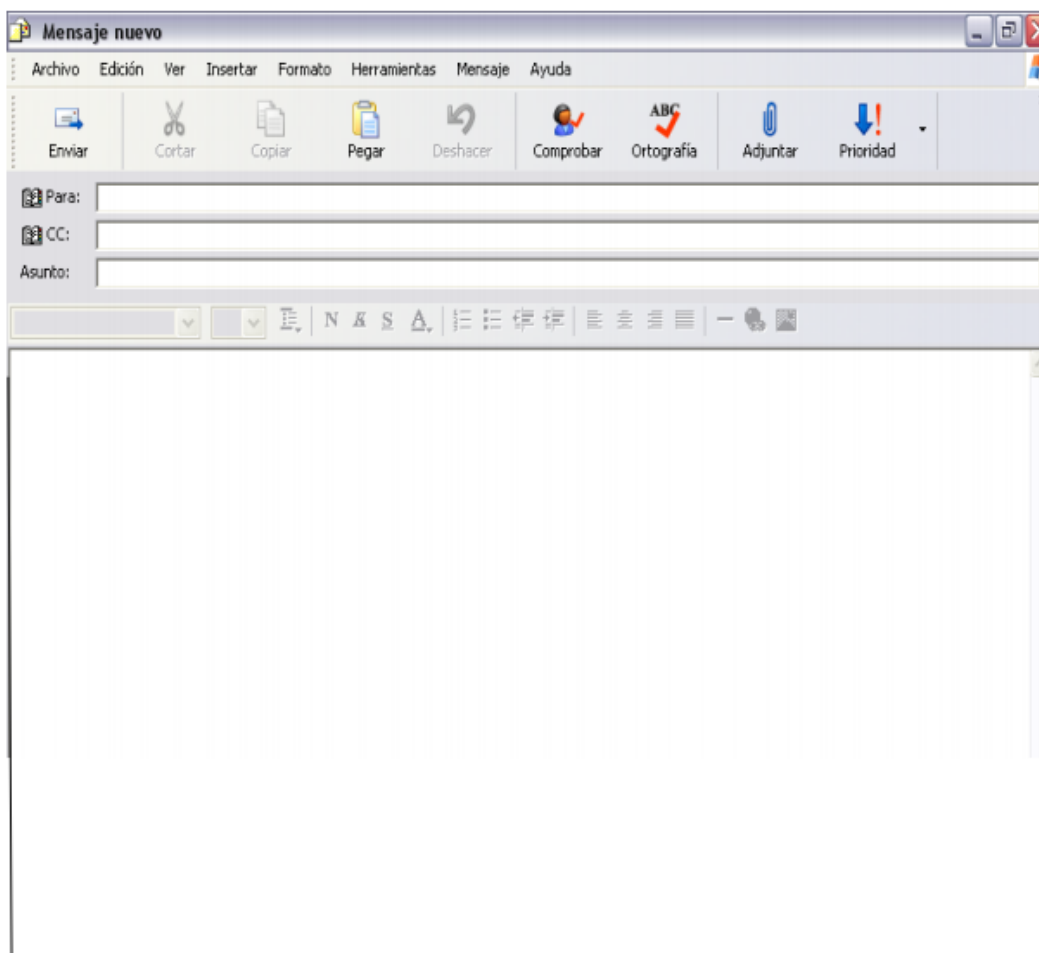 Mensaje nuevo
Archivo Edición Ver Insertar Formato Herramientas Mensaje Ayuda
ABC
Enviar Cortar Copiar Pegar Deshacer Comprobar Ortografía Adjuntar Prioridad
Para:
CC:
Asunto:
N K S A